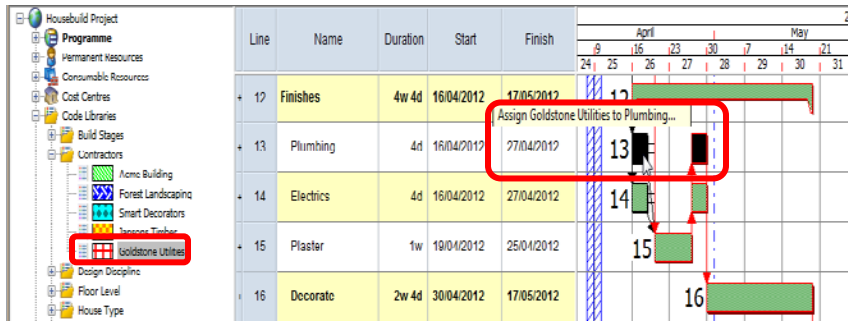 Housebuild Project
Programme
Permanent Resources
Consumable Resources
Cost Centres
Code Libraries
Build Stages
Contractors
Acme Building
Forest Landscaping
Smart Decorators
Jansons Timber
Goldstone Utilities
Design Discipline
Floor Level
House Type
Line Name Duration Start Finish
2
April May
9 16 23 30 7 14 21
24 25 26 27 28 29 30 31
12 Finishes 4w 4d 16/04/2012 17/05/2012 12
Assign Goldstone Utilities to Plumbing...
13 Plumbing 4d 16/04/2012 27/04/2012 13
14 Electrics 4d 16/04/2012 27/04/2012 14
15 Plaster 1w 19/04/2012 25/04/2012 15
16 Decorate 2w 4d 30/04/2012 17/05/2012 16